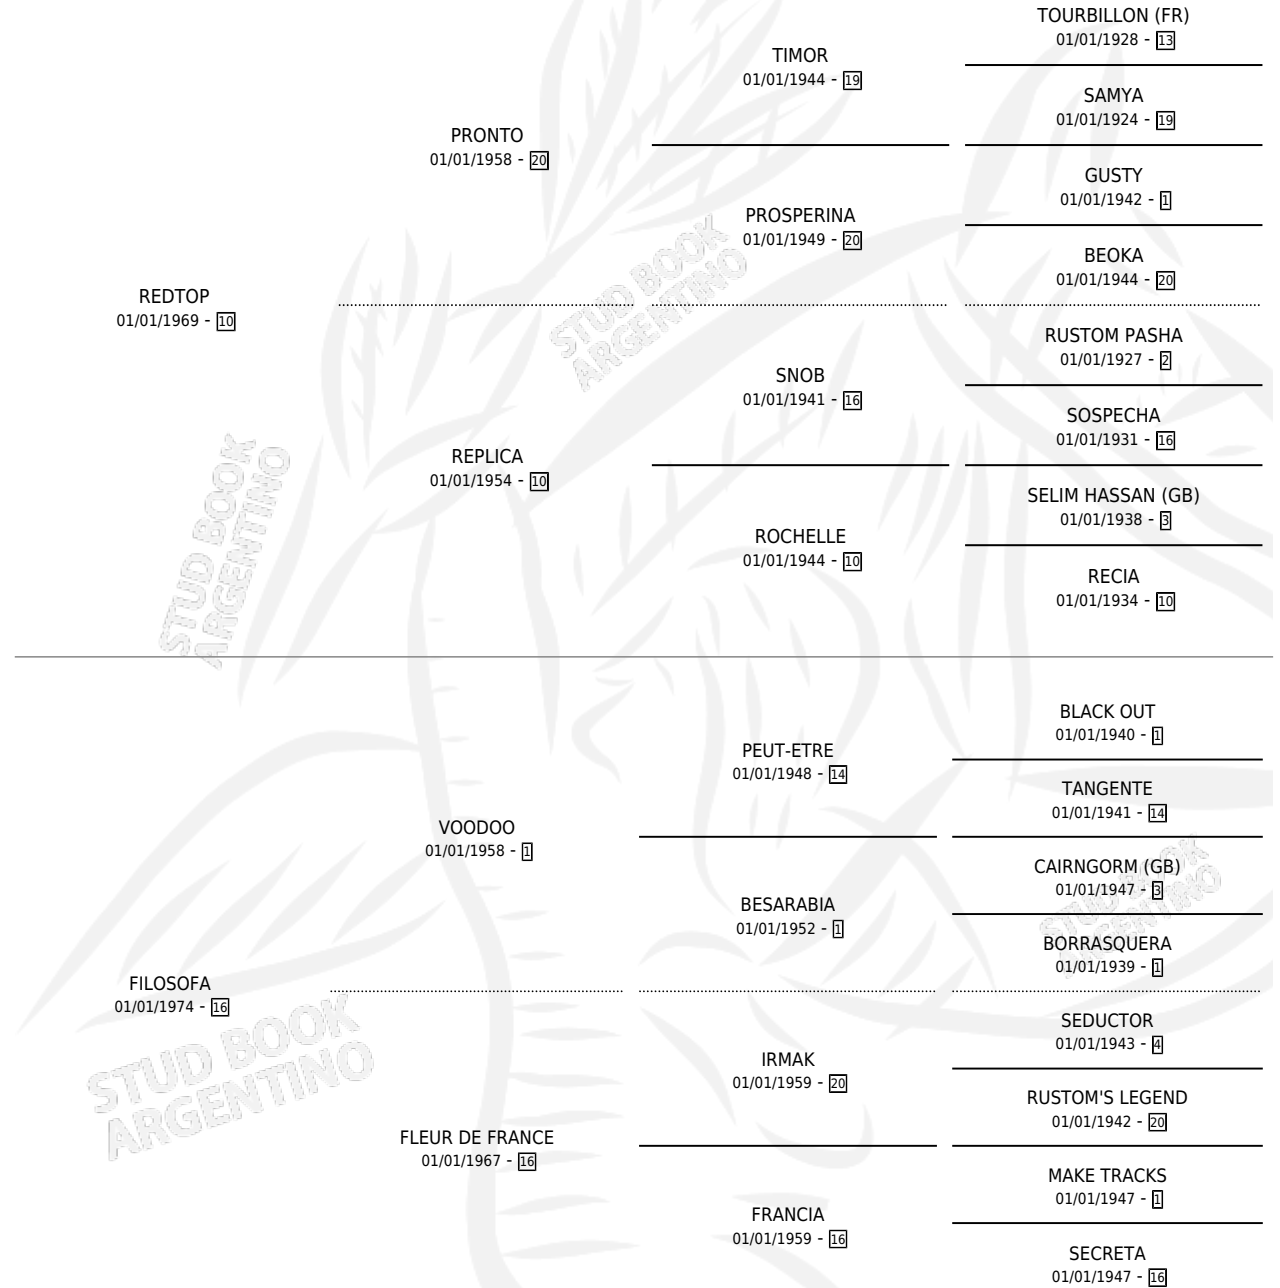 TOURBILLON (FR)
01/01/1928 - 13
TIMOR
01/01/1944 - 19
SAMYA
01/01/1924 - 19
PRONTO
01/01/1958 - 20
GUSTY
01/01/1942 - 1
PROSPERINA
01/01/1949 - 20
BEOKA
01/01/1944 - 20
REDTOP
01/01/1969 - 10
STUD BOOK
ARGENTINO
RUSTOM PASHA
01/01/1927 - 2
SNOB
01/01/1941 - 16
SOSPECHA
01/01/1931 - 16
REPLICA
01/01/1954 - 10
SELIM HASSAN (GB)
01/01/1938 - 3
ROCHELLE
01/01/1944 - 10
RECIA
01/01/1934 - 10
STUD BOOK
ARGENTINO
BLACK OUT
01/01/1940 - 1
PEUT-ETRE
01/01/1948 - 14
TANGENTE
01/01/1941 - 14
VOODOO
01/01/1958 - 1
CAIRNGORM (GB)
01/01/1947 - 3
BESARABIA
01/01/1952 - 1
BORRASQUERA
01/01/1939 - 1
STUD BOOK
ARGENTINO
FILOSOFA
01/01/1974 - 16
SEDUCTOR
01/01/1943 - 4
IRMAK
01/01/1959 - 20
RUSTOM'S LEGEND
01/01/1942 - 20
STUD BOOK
ARGENTINO
FLEUR DE FRANCE
01/01/1967 - 16
MAKE TRACKS
01/01/1947 - 1
FRANCIA
01/01/1959 - 16
SECRETA
01/01/1947 - 16